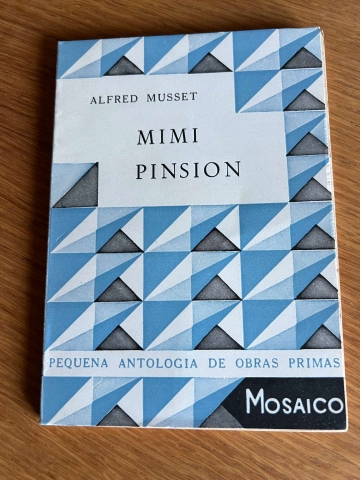 ALFRED MUSSET
MIMI
PINSION
PEQUENA ANTOLOGIA DE OBRAS PRIMAS
MOSAICO